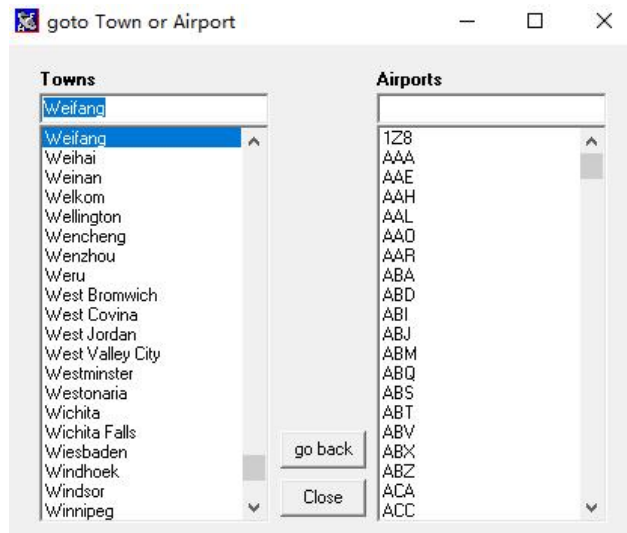 goto Town or Airport
Towns
Weifang
Weifang
Weihai
Weinan
Welkom
Wellington
Wencheng
Wenzhou
Weru
West Bromwich
West Covina
West Jordan
West Valley City
Westminster
Westonaria
Wichita
Wichita Falls
Wiesbaden
Windhoek
Windsor
Winnipeg
go back
Close
Airports
1Z8
AAA
AAE
AAH
AAL
AAO
AAR
ABA
ABD
ABI
ABJ
ABM
ABQ
ABS
ABT
ABV
ABX
ABZ
ACA
ACC